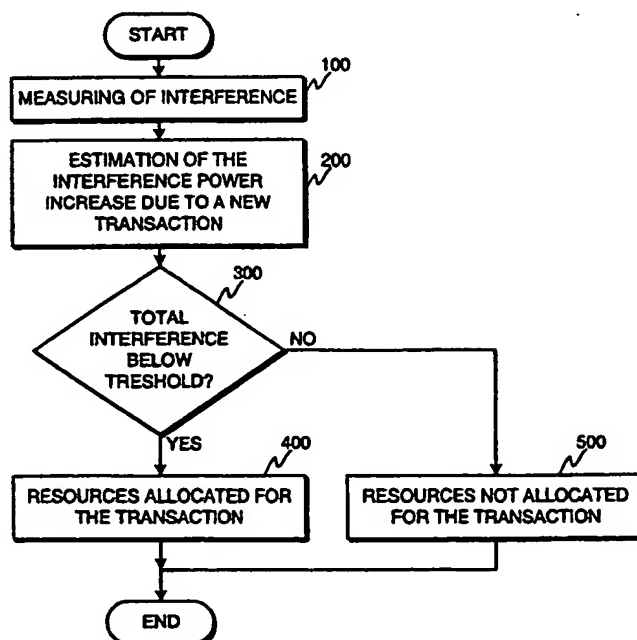 START
100
MEASURING OF INTERFERENCE
200
ESTIMATION OF THE
INTERFERENCE POWER
INCREASE DUE TO A NEW
TRANSACTION
300
TOTAL
INTERFERENCE
BELOW
TRESHOLD?
NO
YES
400
RESOURCES ALLOCATED FOR
THE TRANSACTION
500
RESOURCES NOT ALLOCATED
FOR THE TRANSACTION
END